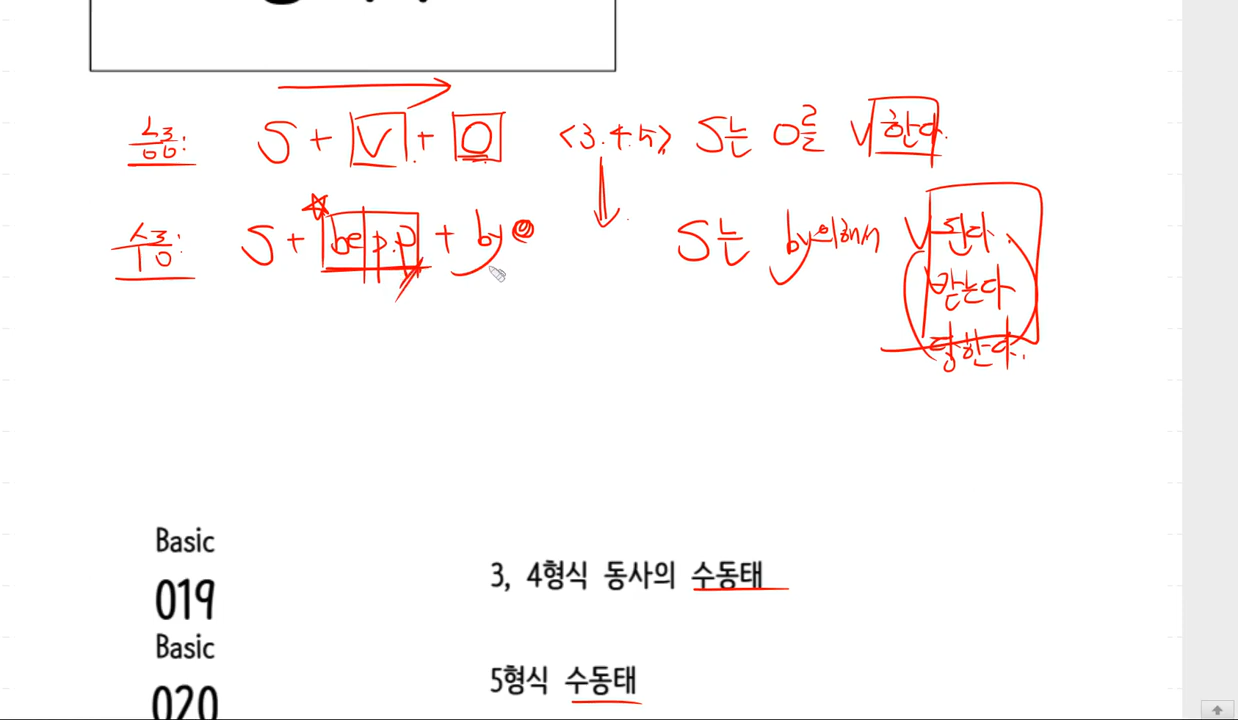 능동: S + V + O <3.4.5> S는 O를 V한다.
수동: S + be p.p + by S는 by의해서 V된다.
받는다
당한다.
Basic
019 3, 4형식 동사의 수동태
Basic
020 5형식 수동태